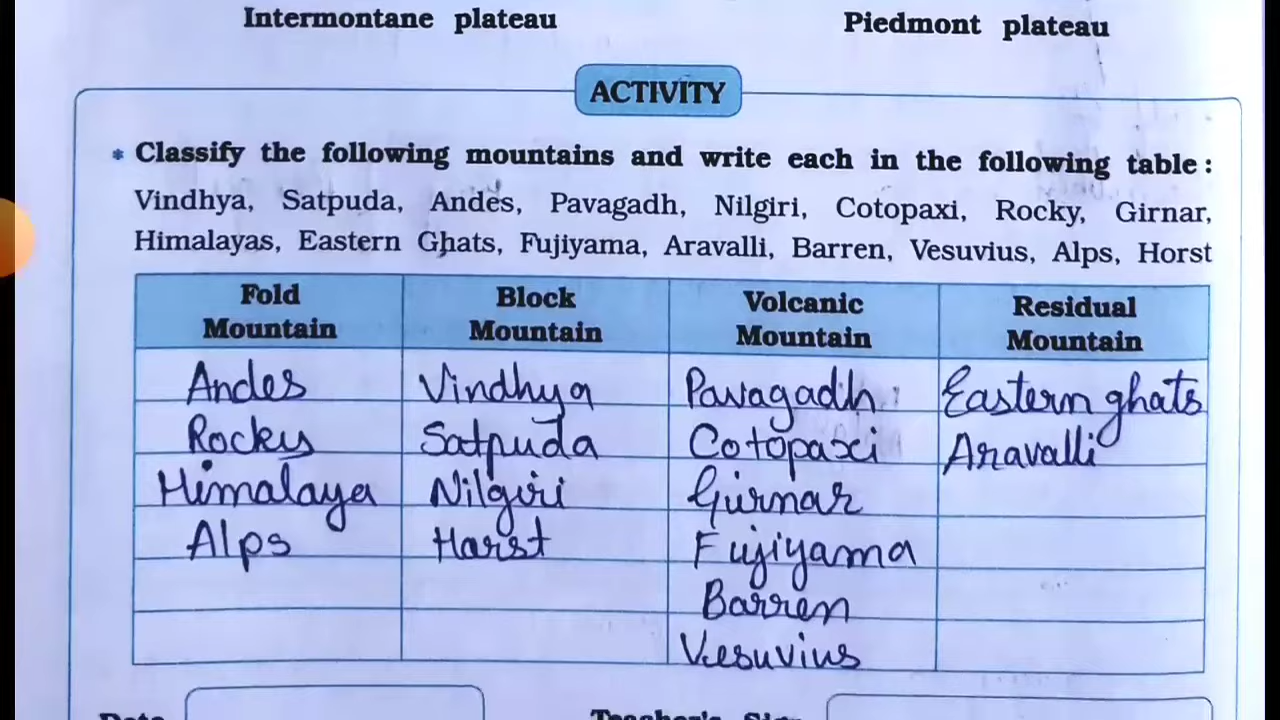 Intermontane plateau Piedmont plateau
ACTIVITY
* Classify the following mountains and write each in the following table :
Vindhya, Satpuda, Andes, Pavagadh, Nilgiri, Cotopaxi, Rocky, Girnar,
Himalayas, Eastern Ghats, Fujiyama, Aravalli, Barren, Vesuvius, Alps, Horst
Fold Mountain Block Mountain Volcanic Mountain Residual Mountain
Andes Vindhya Pavagadh Eastern ghats
Rocky Satpuda Cotopaxi Aravalli
Himalaya Nilgiri Girnar
Alps Harst Fujiyama
Barren
Vesuvius
Date Teacher's Sign